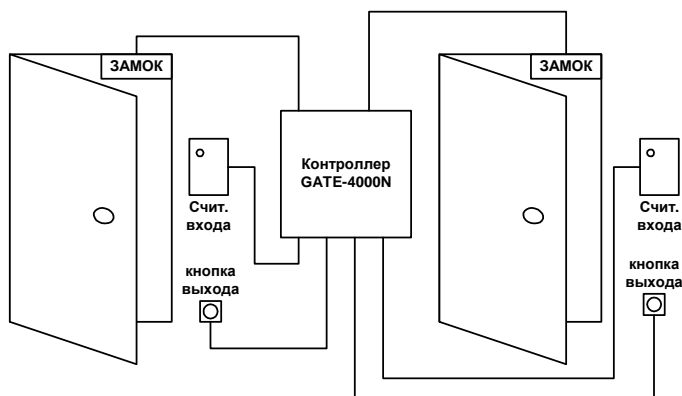 ЗАМОК
ЗАМОК
Контроллер
GATE-4000N
Счит.
входа
кнопка
выхода
Счит.
входа
кнопка
выхода